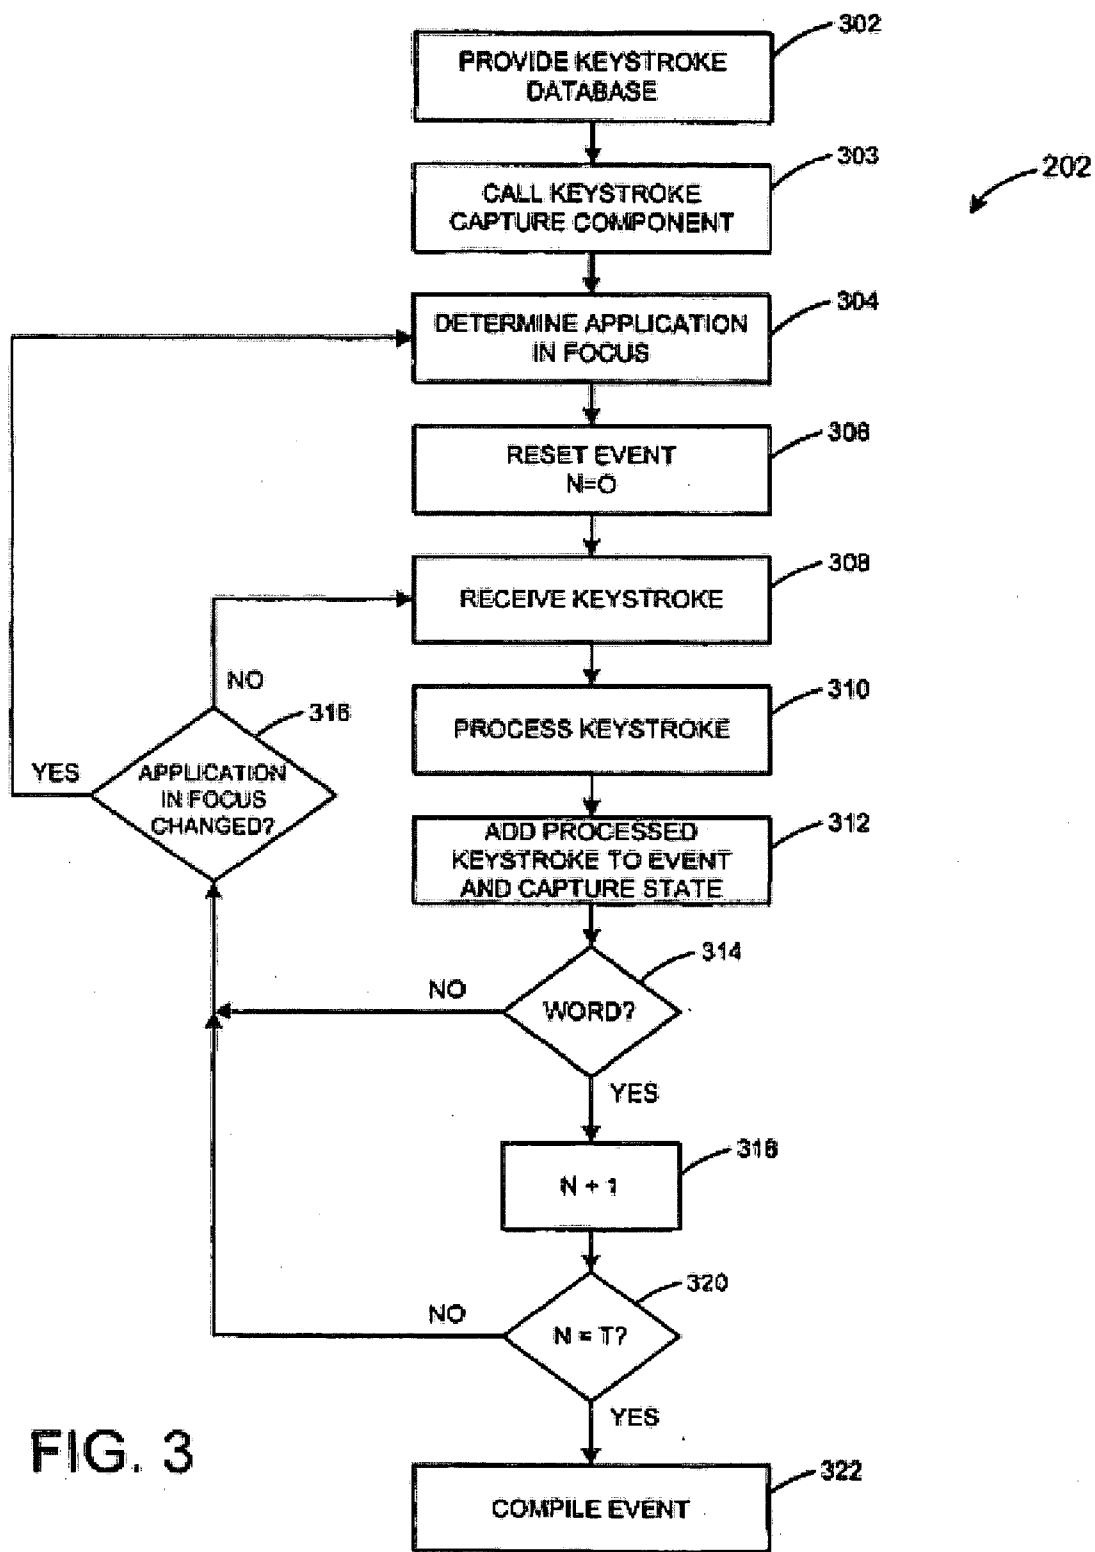 302
PROVIDE KEYSTROKE
DATABASE
303
CALL KEYSTROKE
CAPTURE COMPONENT
202
304
DETERMINE APPLICATION
IN FOCUS
306
RESET EVENT
N=O
308
RECEIVE KEYSTROKE
NO
316
YES
APPLICATION
IN FOCUS
CHANGED?
310
PROCESS KEYSTROKE
312
ADD PROCESSED
KEYSTROKE TO EVENT
AND CAPTURE STATE
314
NO
WORD?
YES
318
N + 1
320
NO
N = T?
YES
FIG. 3
322
COMPILE EVENT